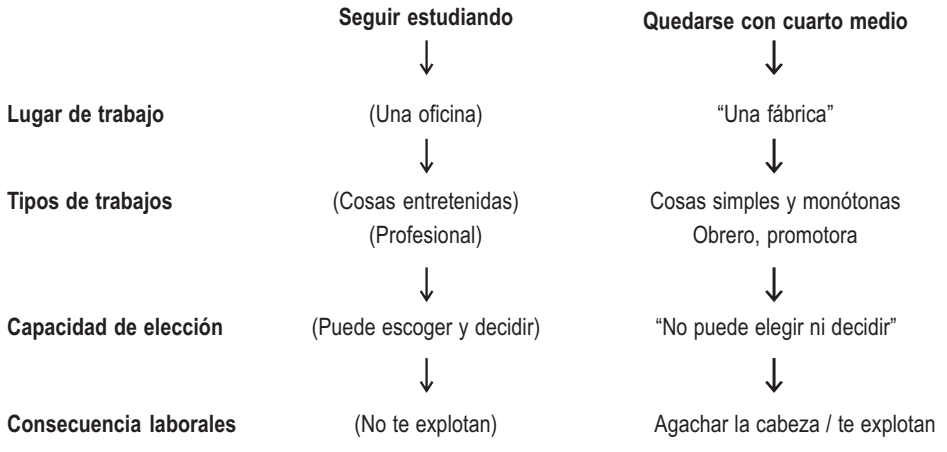 Seguir estudiando Quedarse con cuarto medio
Lugar de trabajo (Una oficina) “Una fábrica”
Tipos de trabajos (Cosas entretenidas) Cosas simples y monótonas
(Profesional) Obrero, promotora
Capacidad de elección (Puede escoger y decidir) “No puede elegir ni decidir”
Consecuencia laborales (No te explotan) Agachar la cabeza / te explotan